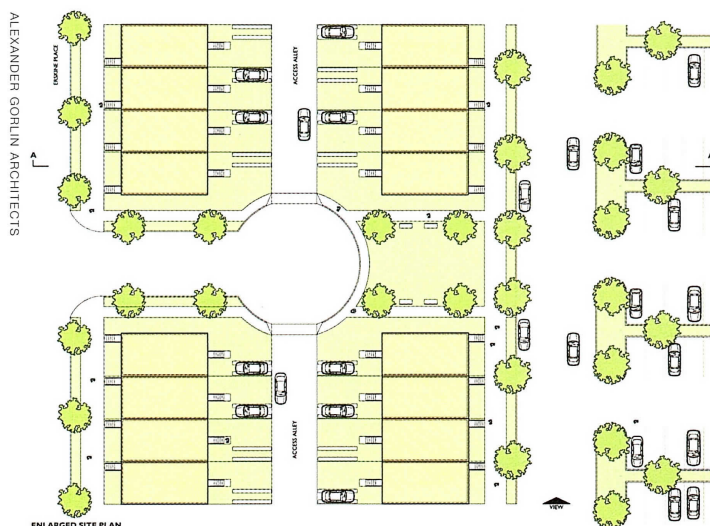 ALEXANDER GORLIN ARCHITECTS
ERSKINE PLACE
ACCESS ALLEY
A
A
ACCESS ALLEY
VIEW
ENLARGED SITE PLAN